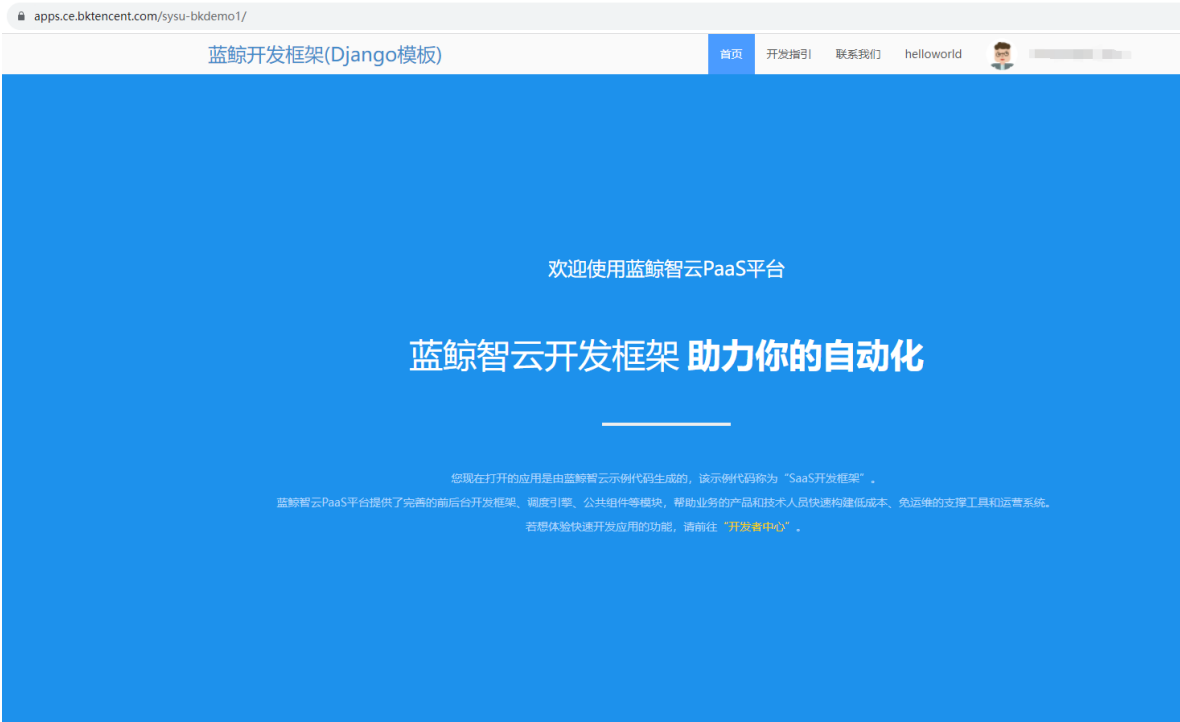 apps.ce.bktencent.com/sysu-bkdemo1/
蓝鲸开发框架(Django模板) 首页 开发指引 联系我们 helloworld
欢迎使用蓝鲸智云PaaS平台
蓝鲸智云开发框架 助力你的自动化
您现在打开的应用是由蓝鲸智云示例代码生成的，该示例代码称为“SaaS开发框架”。
蓝鲸智云PaaS平台提供了完善的前后台开发框架、调度引擎、公共组件等模块，帮助业务的产品和技术人员快速构建低成本、免运维的支撑工具和运营系统。
若想体验快速开发应用的功能，请前往“开发者中心”。